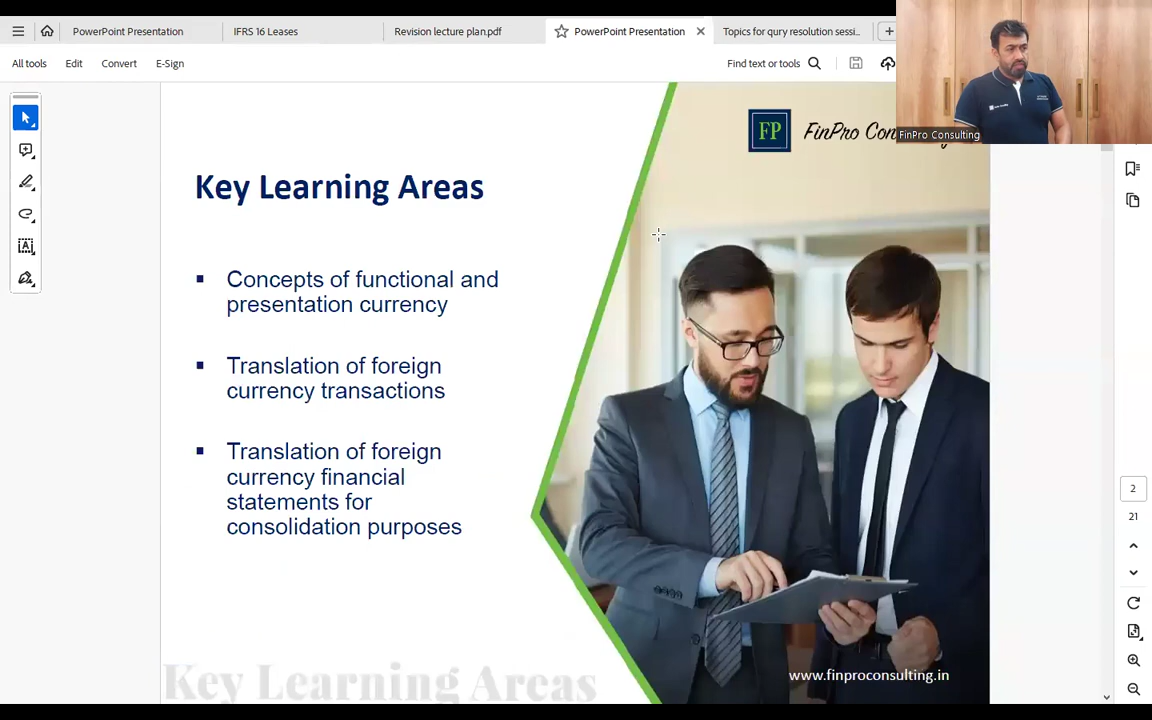 PowerPoint Presentation
IFRS 16 Leases
Revision lecture plan.pdf
PowerPoint Presentation
Topics for qury resolution sessi...
All tools
Edit
Convert
E-Sign
Find text or tools
FinPro Consulting
FP
FinPro Con
Key Learning Areas
▪ Concepts of functional and
presentation currency
▪ Translation of foreign
currency transactions
▪ Translation of foreign
currency financial
statements for
consolidation purposes
2
21
www.finproconsulting.in
Key Learning Areas